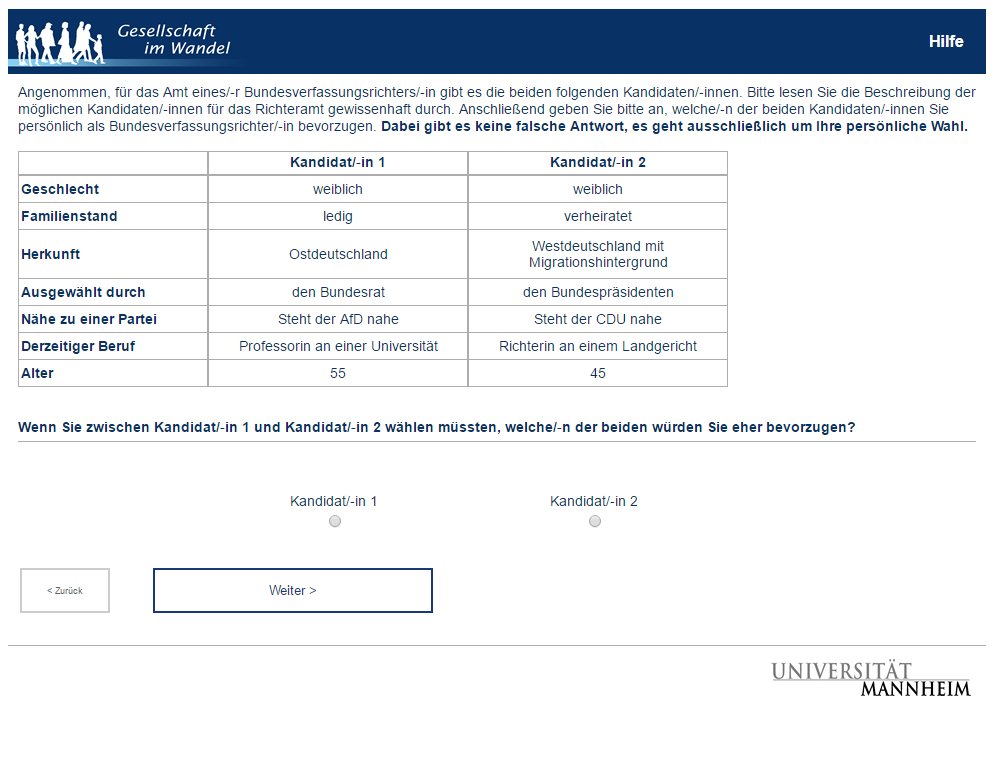 Gesellschaft
im Wandel
Hilfe
Angenommen, für das Amt eines/-r Bundesverfassungsrichters/-in gibt es die beiden folgenden Kandidaten/-innen. Bitte lesen Sie die Beschreibung der
möglichen Kandidaten/-innen für das Richteramt gewissenhaft durch. Anschließend geben Sie bitte an, welche/-n der beiden Kandidaten/-innen Sie
persönlich als Bundesverfassungsrichter/-in bevorzugen. Dabei gibt es keine falsche Antwort, es geht ausschließlich um Ihre persönliche Wahl.
Kandidat/-in 1 Kandidat/-in 2
Geschlecht weiblich weiblich
Familienstand ledig verheiratet
Herkunft Ostdeutschland Westdeutschland mit
Migrationshintergrund
Ausgewählt durch den Bundesrat den Bundespräsidenten
Nähe zu einer Partei Steht der AfD nahe Steht der CDU nahe
Derzeitiger Beruf Professorin an einer Universität Richterin an einem Landgericht
Alter 55 45
Wenn Sie zwischen Kandidat/-in 1 und Kandidat/-in 2 wählen müssten, welche/-n der beiden würden Sie eher bevorzugen?
Kandidat/-in 1 Kandidat/-in 2
< Zurück Weiter >
UNIVERSITÄT
MANNHEIM